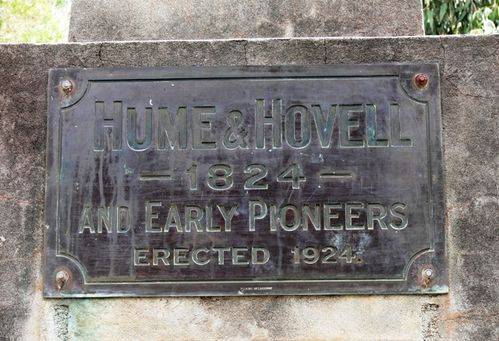 HUME & HOVELL
– 1824 –
AND EARLY PIONEERS
ERECTED 1924.